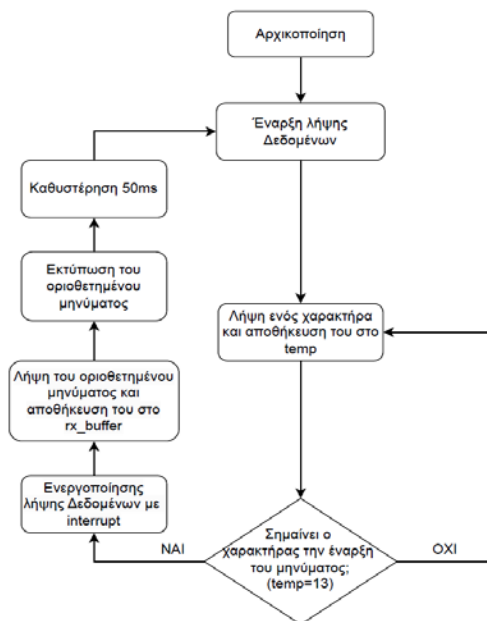 Αρχικοποίηση
Έναρξη λήψης
Δεδομένων
Καθυστέρηση 50ms
Εκτύπωση του
οριοθετημένου
μηνύματος
Λήψη ενός χαρακτήρα
και αποθήκευση του στο
temp
Λήψη του οριοθετημένου
μηνύματος και
αποθήκευση του στο
rx_buffer
Ενεργοποίησης
λήψης Δεδομένων με
interrupt
Σημαίνει ο
χαρακτήρας την έναρξη
του μηνύματος;
(temp=13)
ΝΑΙ
ΟΧΙ